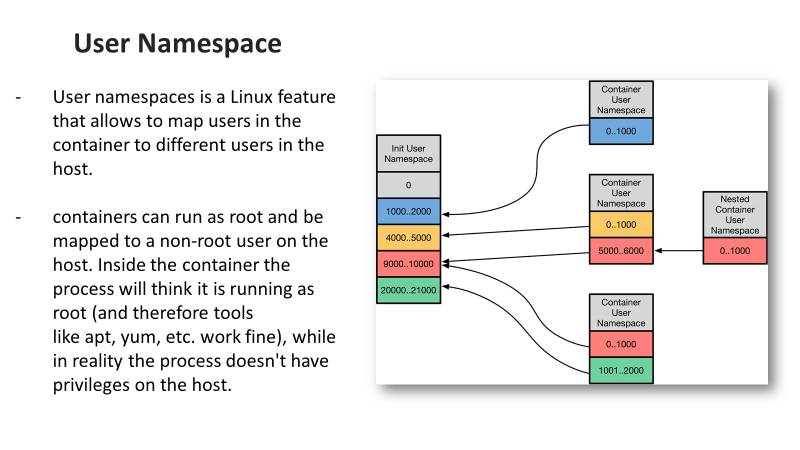 User Namespace
- User namespaces is a Linux feature
that allows to map users in the
container to different users in the
host.
- containers can run as root and be
mapped to a non-root user on the
host. Inside the container the
process will think it is running as
root (and therefore tools
like apt, yum, etc. work fine), while
in reality the process doesn't have
privileges on the host.
Init User
Namespace
0
1000..2000
4000..5000
9000..10000
20000..21000
Container
User
Namespace
0..1000
Container
User
Namespace
0..1000
5000..6000
Nested
Container
User
Namespace
0..1000
Container
User
Namespace
0..1000
1001..2000